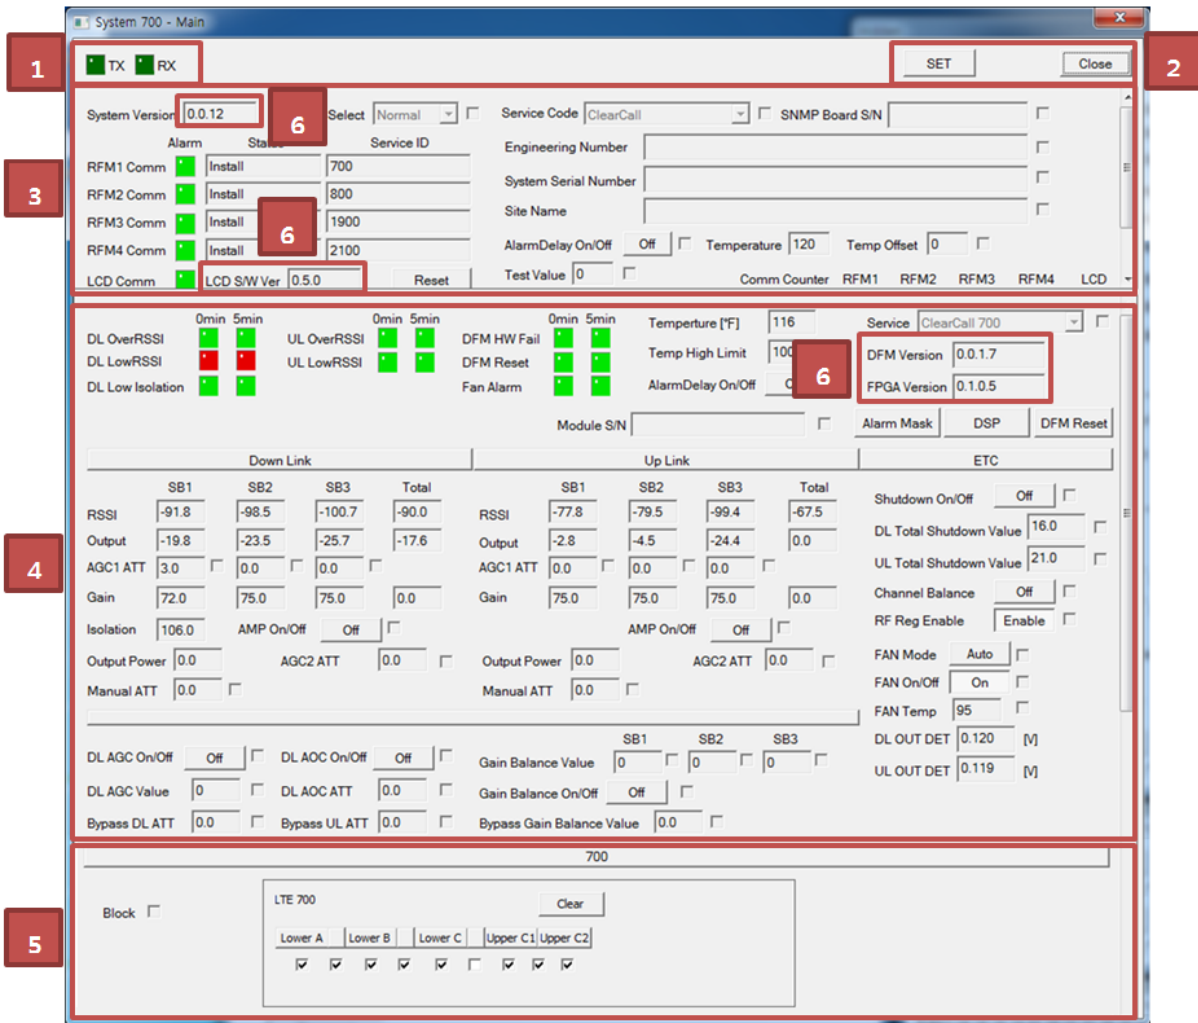 System 700 - Main
1
TX RX
SET
Close
2
System Version 0.0.12
6
Select Normal
Service Code ClearCall
SNMP Board S/N
Alarm Service ID
Engineering Number
3
RFM1 Comm Install 700
System Serial Number
RFM2 Comm Install 800
Site Name
RFM3 Comm Install 1900
6
RFM4 Comm Install 2100
AlarmDelay On/Off Off Temperature 120 Temp Offset 0
LCD Comm LCD S/W Ver 0.5.0 Reset
Test Value 0 Comm Counter RFM1 RFM2 RFM3 RFM4 LCD
0min 5min 0min 5min 0min 5min
DL OverRSSI UL OverRSSI DFM HW Fail
Temperture [°F] 116
Service ClearCall 700
DL LowRSSI UL LowRSSI DFM Reset
Temp High Limit 100
DFM Version 0.0.1.7
DL Low Isolation Fan Alarm
AlarmDelay On/Off
6
FPGA Version 0.1.0.5
Module S/N
Alarm Mask DSP DFM Reset
Down Link Up Link ETC
SB1 SB2 SB3 Total SB1 SB2 SB3 Total
RSSI -91.8 -98.5 -100.7 -90.0 RSSI -77.8 -79.5 -99.4 -67.5
Shutdown On/Off Off
4
Output -19.8 -23.5 -25.7 -17.6 Output -2.8 -4.5 -24.4 0.0
DL Total Shutdown Value 16.0
AGC1 ATT 3.0 0.0 0.0 AGC1 ATT 0.0 0.0 0.0
UL Total Shutdown Value 21.0
Gain 72.0 75.0 75.0 0.0 Gain 75.0 75.0 75.0 0.0
Channel Balance Off
Isolation 106.0 AMP On/Off Off AMP On/Off Off
RF Reg Enable Enable
Output Power 0.0 AGC2 ATT 0.0 Output Power 0.0 AGC2 ATT 0.0
FAN Mode Auto
Manual ATT 0.0 Manual ATT 0.0
FAN On/Off On
FAN Temp 95
SB1 SB2 SB3
DL OUT DET 0.120 [V]
DL AGC On/Off Off DL AOC On/Off Off Gain Balance Value 0 0 0
UL OUT DET 0.119 [V]
DL AGC Value 0 DL AOC ATT 0.0 Gain Balance On/Off Off
Bypass DL ATT 0.0 Bypass UL ATT 0.0 Bypass Gain Balance Value 0.0
700
LTE 700
Clear
Block
5
Lower A Lower B Lower C Upper C1 Upper C2